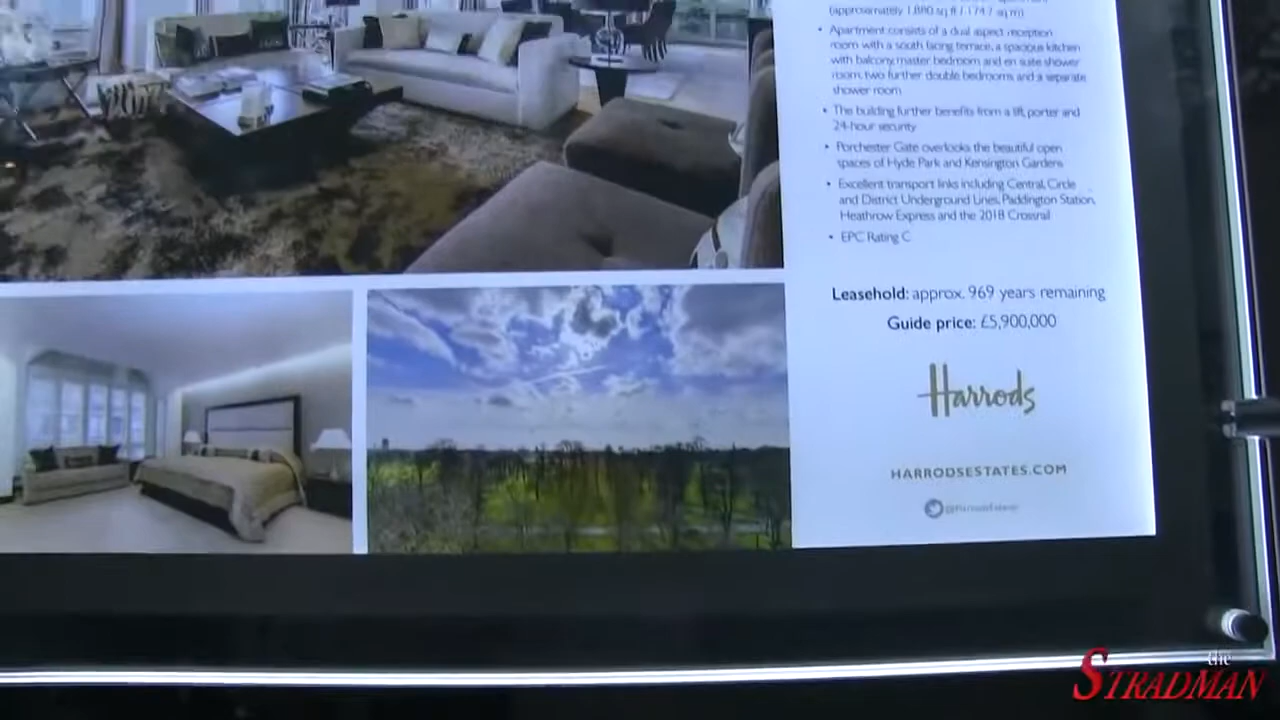 (approximately 1,880 sq ft / 174.7 sq m)
• Apartment consists of a dual aspect reception
room with a south facing terrace, a spacious kitchen
with balcony, master bedroom and en suite shower
room, two further double bedrooms and a separate
shower room
• The building further benefits from a lift, porter and
24-hour security
• Porchester Gate overlooks the beautiful open
spaces of Hyde Park and Kensington Gardens
• Excellent transport links including Central, Circle
and District Underground Lines, Paddington Station,
Heathrow Express and the 2018 Crossrail
• EPC Rating C
Leasehold: approx. 969 years remaining
Guide price: £5,900,000
Harrods
HARRODSESTATES.COM
@HarrodsEstates
the
STRADMAN